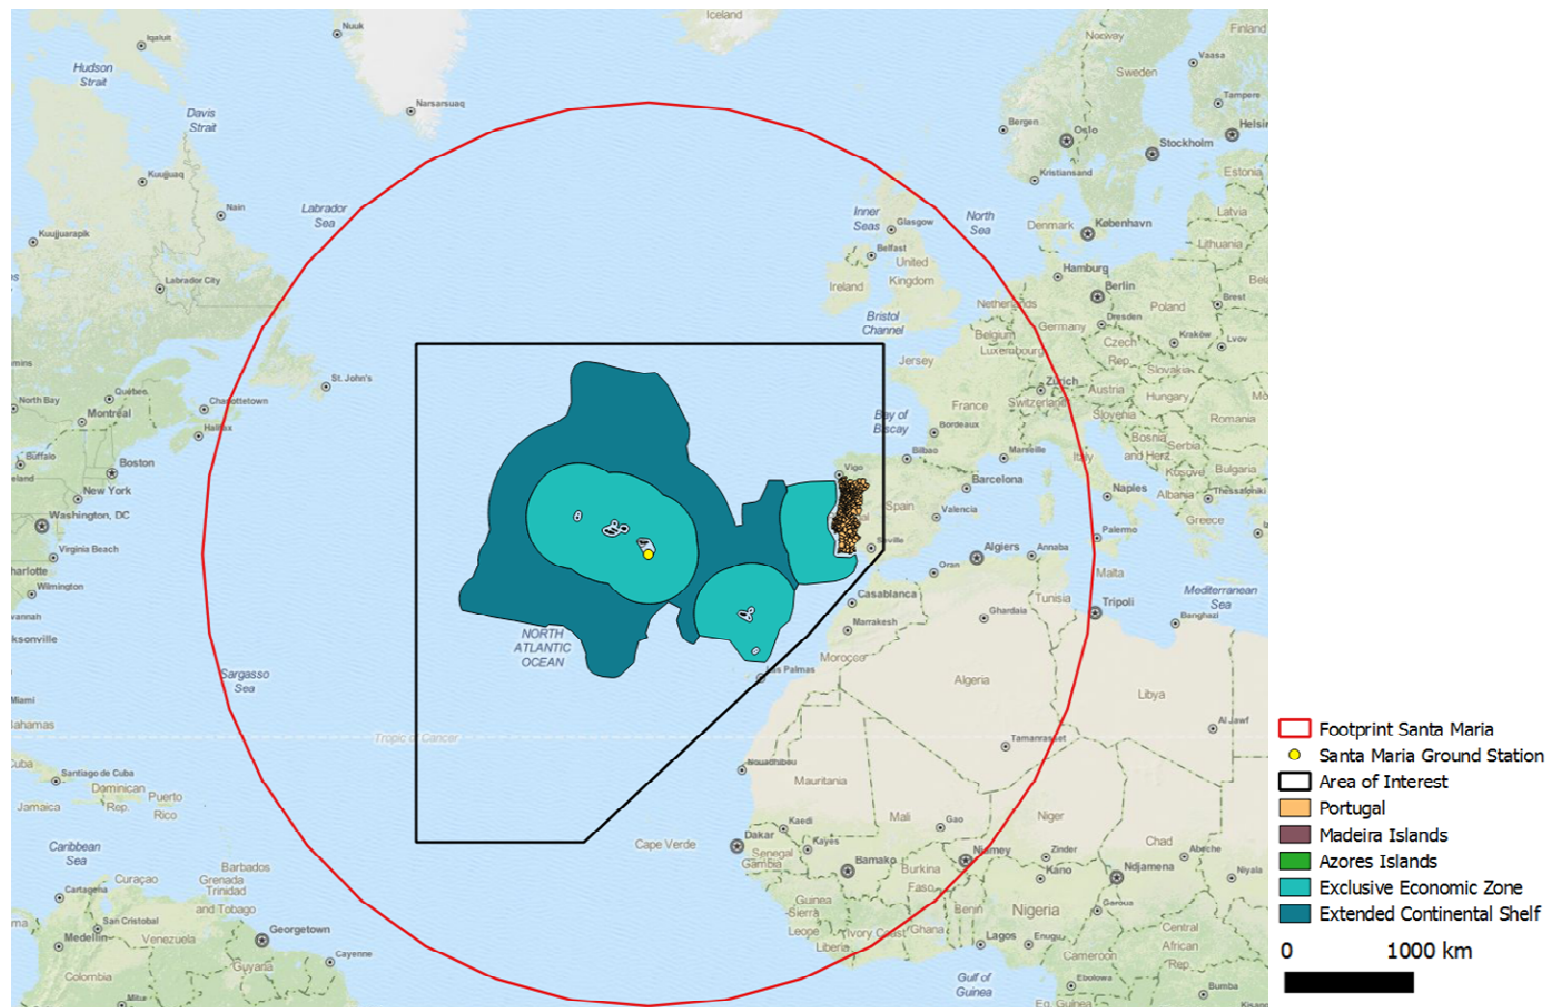 Iceland
Nuuk
Iqaluit
Hudson
Strait
Norway
Finland
Vaasa
Sweden
Tampere
Narsarsuaq
Davis
Strait
Bergen
Oslo
Stockholm
Kuujjuaq
Kristiansand
Estonia
Nain
Labrador
Sea
Inner
Seas
Glasgow
North
Sea
Latvia
Denmark
København
Kuujjuarapik
Belfast
United
Kingdom
Lithuania
Labrador City
Ireland
Hamburg
Berlin
Netherlands
Poland
Brest
Bristol
Channel
Belgium
Germany
Dresden
Luxembourg
Czech
Rep.
Kraków
Lvov
Jersey
St. John's
Zürich
Slovakia
Austria
Québec
North Bay
Charlottetown
France
Switzerland
Hungary
Montréal
Bay of
Biscay
Slovenia
Romania
Halifax
Bordeaux
Bosnia
and Herz.
Serbia
Buffalo
Boston
Bilbao
Marseille
Italy
Vigo
Kosovo
Bulgaria
New York
Barcelona
Naples
Albania
Thessaloniki
Spain
Washington, DC
Valencia
Greece
Palermo
Seville
Virginia Beach
Algiers
Annaba
Oran
Malta
Wilmington
Casablanca
Tunisia
Tripoli
Mediterranean
Sea
Ghardaia
Banghazi
Marrakesh
NORTH
ATLANTIC
OCEAN
Morocco
Sargasso
Sea
Las Palmas
Algeria
Libya
Miami
Al Jawf
Tropic of Cancer
Tamanrasset
Footprint Santa Maria
Santa Maria Ground Station
Area of Interest
Portugal
Madeira Islands
Azores Islands
Exclusive Economic Zone
Extended Continental Shelf
0 1000 km
Nouadhibou
Santiago de Cuba
Mauritania
Dominican
Rep.
Puerto
Rico
Jamaica
Mali
Gao
Niger
Kaedi
Cape Verde
Dakar
Chad
Caribbean
Sea
Senegal
Gambia
Kayes
Niamey
Zinder
Abeche
Bamako
Burkina
Faso
Kano
Ndjamena
Nyala
Barbados
Curaçao
Grenada
Trinidad
and Tobago
Cartagena
Guinea
Sierra
Leone
Benin
Nigeria
Garoua
San Cristobal
Georgetown
Ivory Coast
Ghana
Liberia
Lagos
Enugu
Central
African
Rep.
Medellin
Venezuela
Cayenne
Cameroon
Guyana
Colombia
Gulf of
Guinea
Ebolowa
Mitu
Bumba
Eq. Guinea